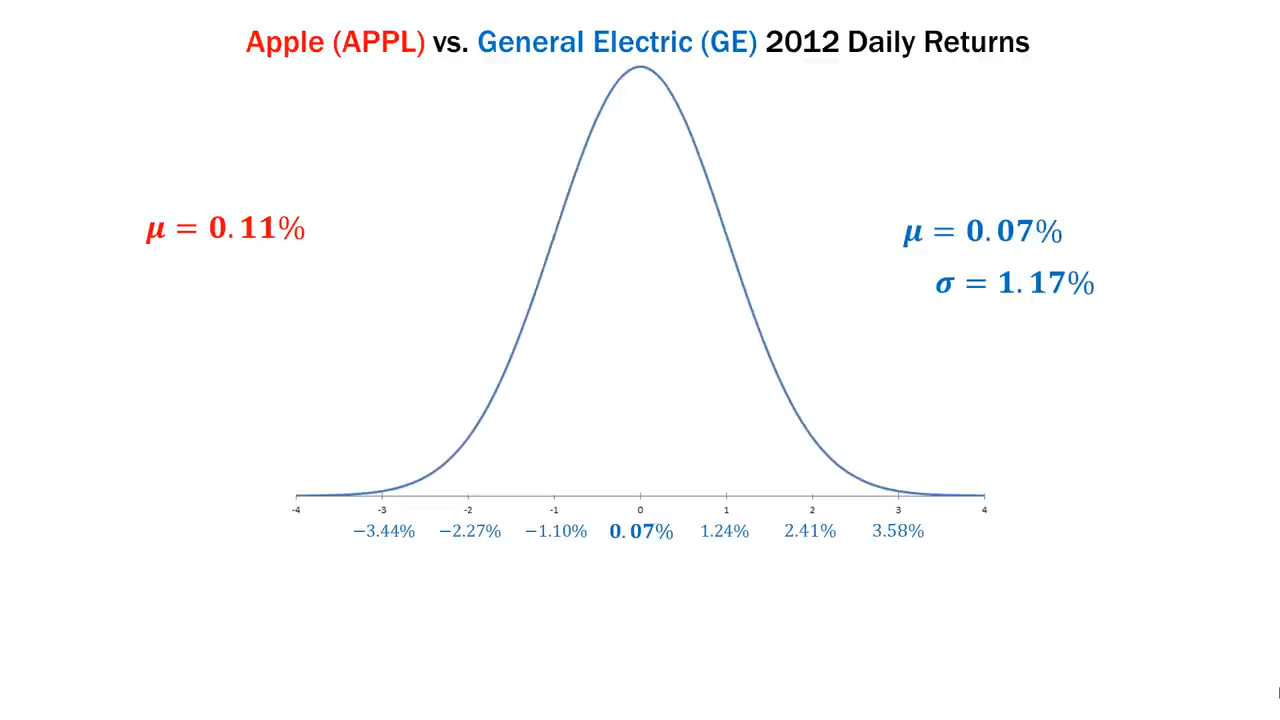 Apple (APPL) vs. General Electric (GE) 2012 Daily Returns
μ = 0.11%
μ = 0.07%
σ = 1.17%
-4 -3 -2 -1 0 1 2 3 4
−3.44% −2.27% −1.10% 0.07% 1.24% 2.41% 3.58%